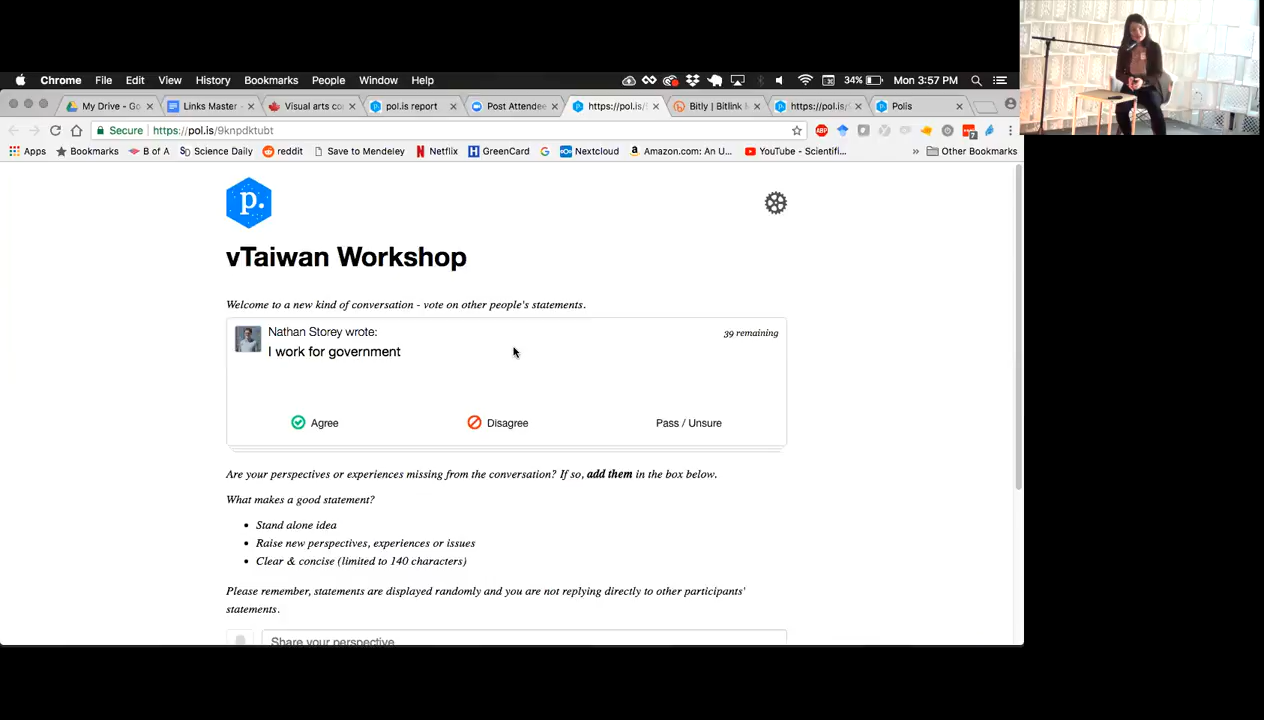 Chrome File Edit View History Bookmarks People Window Help 34% Mon 3:57 PM
My Drive - Go Links Master - Visual arts co pol.is report Post Attendee https://pol.is/ Bitly | Bitlink https://pol.is/ Polis
Secure https://pol.is/9knpdktubt
Apps Bookmarks B of A Science Daily reddit Save to Mendeley Netflix GreenCard Nextcloud Amazon.com: An U... YouTube - Scientifi... » Other Bookmarks
p.
vTaiwan Workshop
Welcome to a new kind of conversation - vote on other people's statements.
Nathan Storey wrote:
39 remaining
I work for government
Agree Disagree Pass / Unsure
Are your perspectives or experiences missing from the conversation? If so, add them in the box below.
What makes a good statement?
• Stand alone idea
• Raise new perspectives, experiences or issues
• Clear & concise (limited to 140 characters)
Please remember, statements are displayed randomly and you are not replying directly to other participants'
statements.
Share your perspective